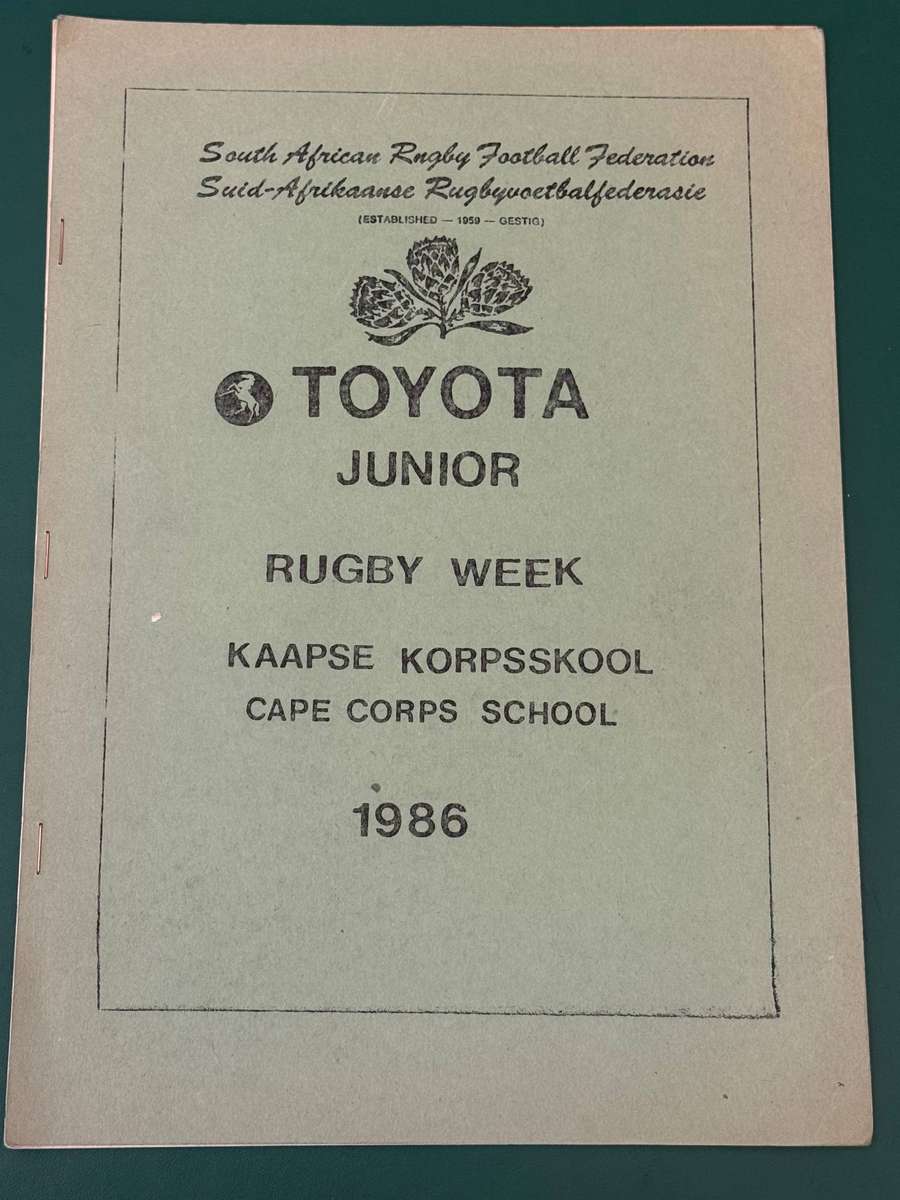 South African Rngby Football Federation
Suid-Afrikaanse Rugbyvoetbalfederasie
(ESTABLISHED — 1959 — GESTIG)
TOYOTA
JUNIOR
RUGBY WEEK
KAAPSE KORPSSKOOL
CAPE CORPS SCHOOL
1986